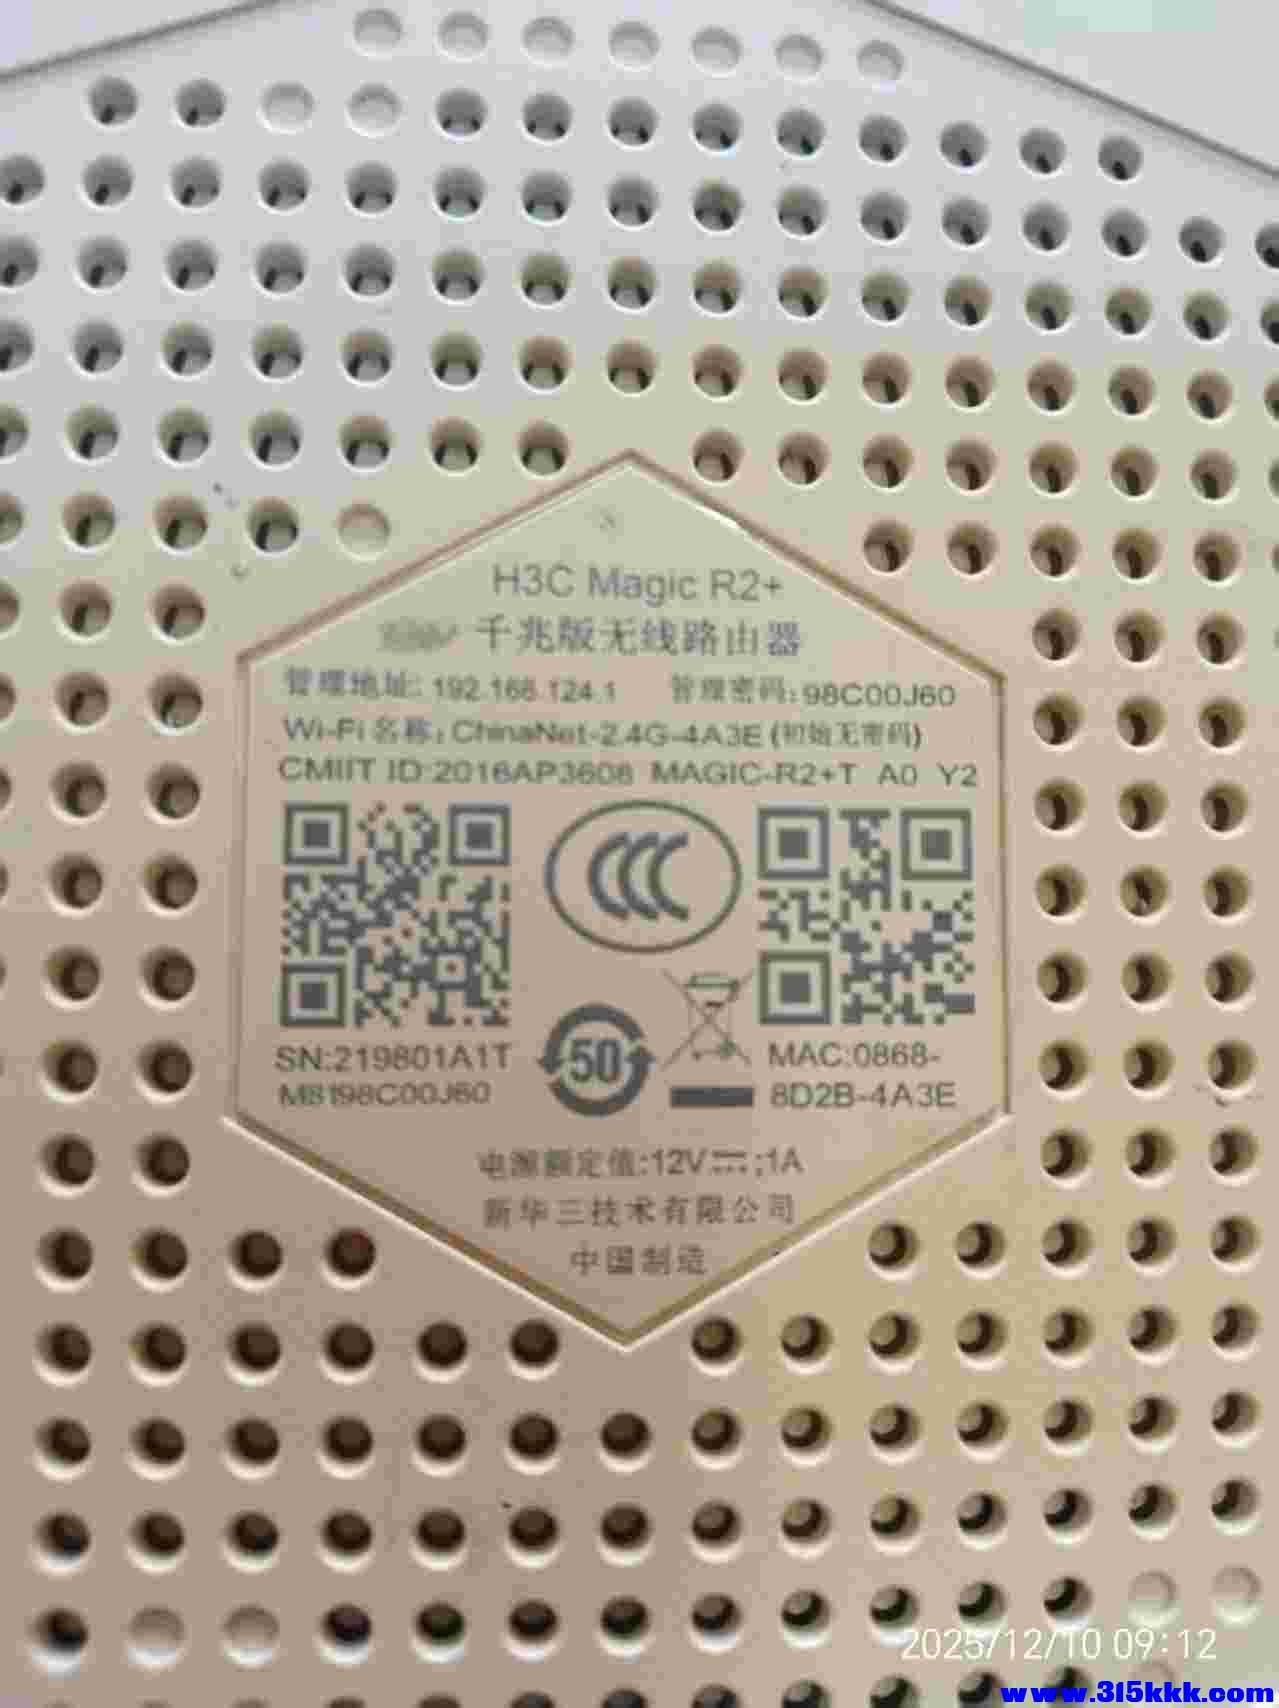 H3C Magic R2+
千兆版无线路由器
管理地址: 192.168.124.1 管理密码: 98C00J60
Wi-Fi 名称: ChinaNet-2.4G-4A3E (初始无密码)
CMIIT ID:2016AP3608 MAGIC-R2+T A0 Y2
SN:219801A1T
M8198C00J60
50
MAC:0868-
8D2B-4A3E
电源额定值:12V⎓;1A
新华三技术有限公司
中国制造
2025/12/10 09:12
www.315kkk.com